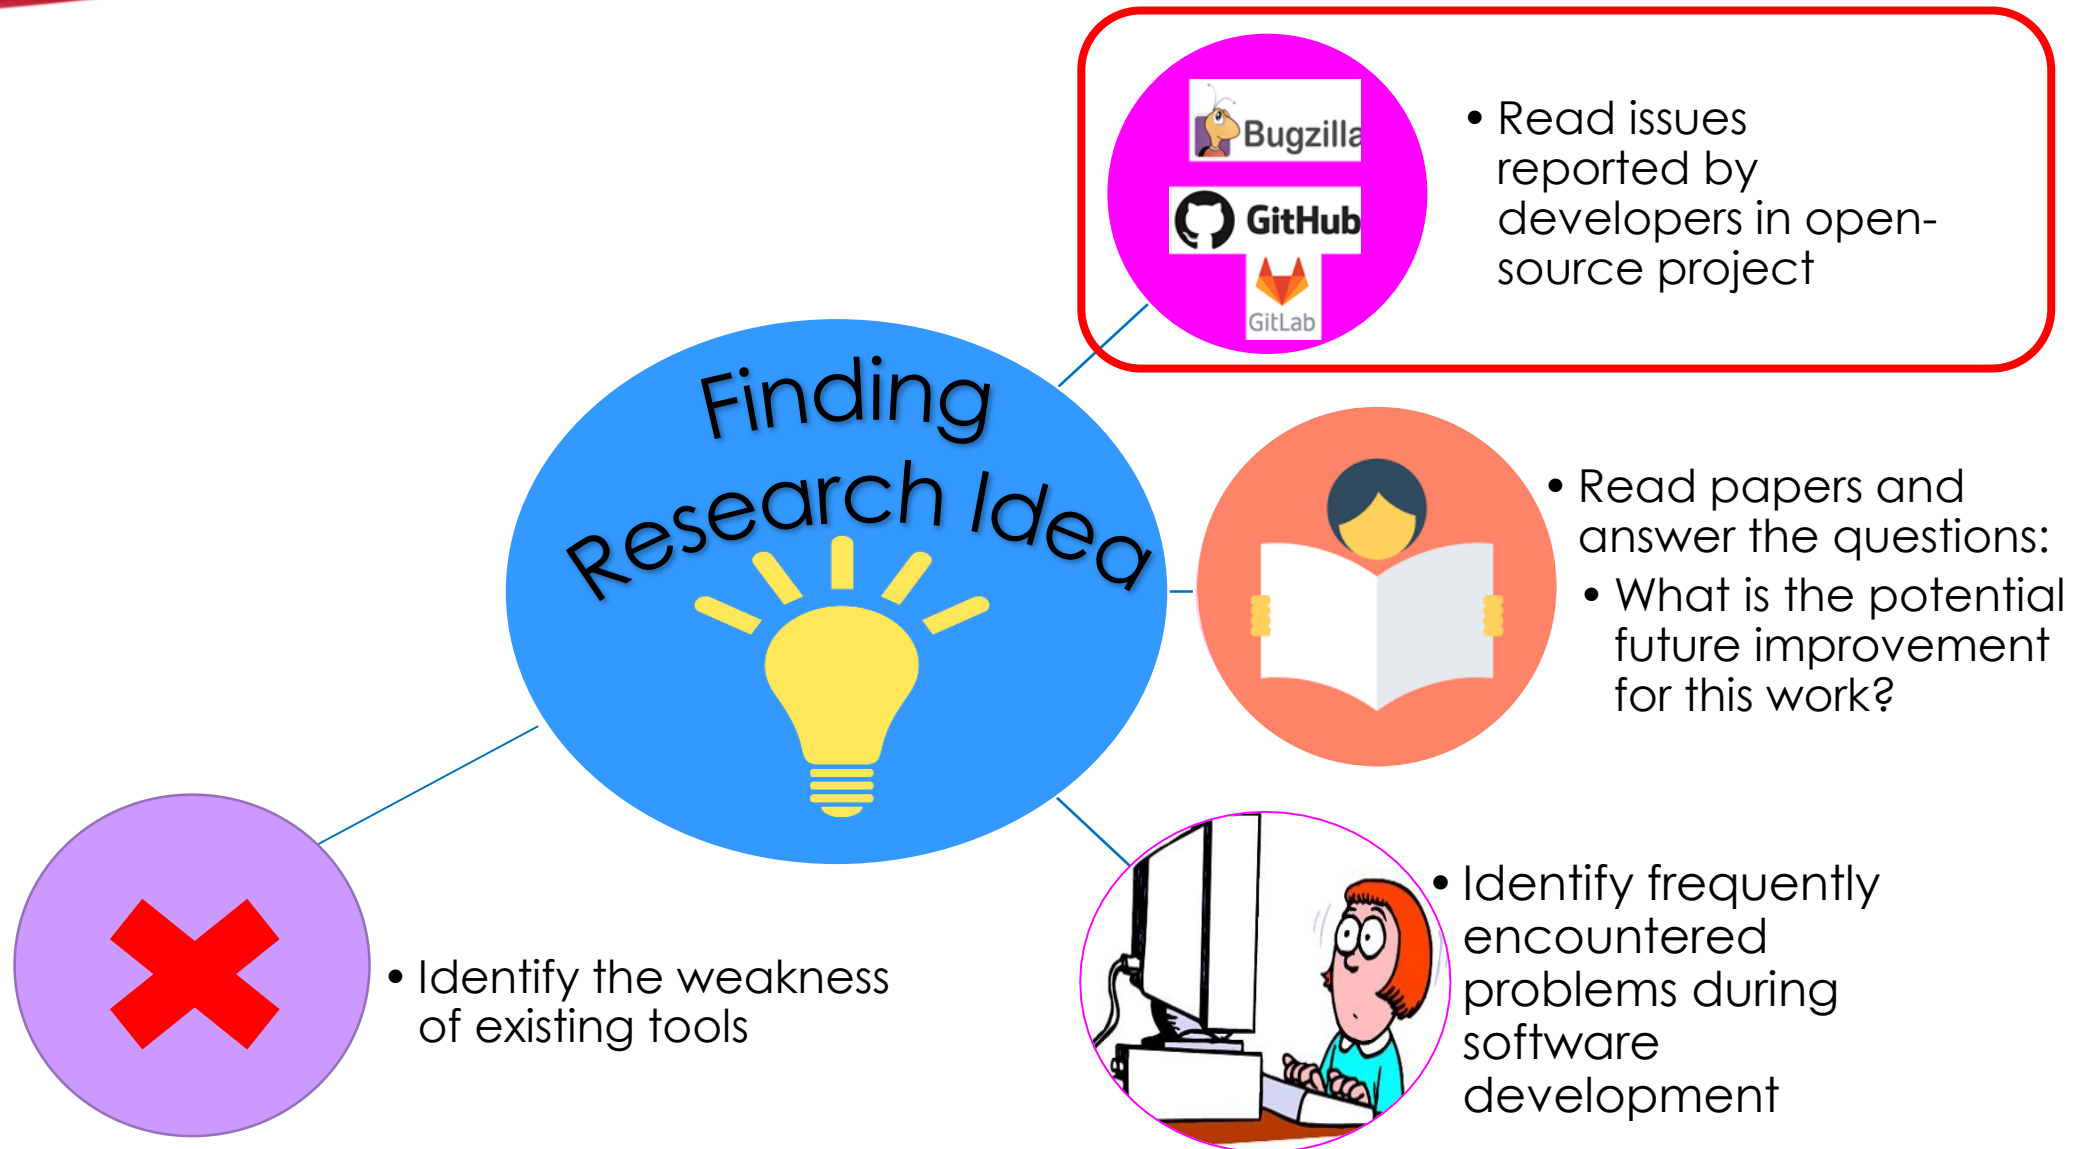 Bugzilla
GitHub
GitLab
• Read issues
reported by
developers in open-
source project
Finding
Research Idea
• Read papers and
answer the questions:
• What is the potential
future improvement
for this work?
• Identify the weakness
of existing tools
• Identify frequently
encountered
problems during
software
development